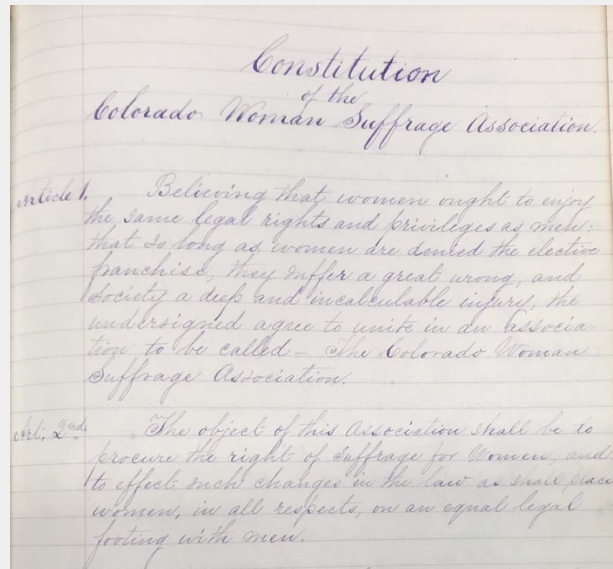 Constitution
of the
Colorado Woman Suffrage Association.
Article 1. Believing that women ought to enjoy
the same legal rights and privileges as men:
that so long as women are denied the elective
franchise, they suffer a great wrong, and
society a deep and incalculable injury, the
undersigned agree to unite in an associa-
tion to be called - The Colorado Woman
Suffrage Association.
Art. 2nd. The object of this Association shall be to
procure the right of Suffrage for Women, and
to effect such changes in the law as shall place
women, in all respects, on an equal legal
footing with men.